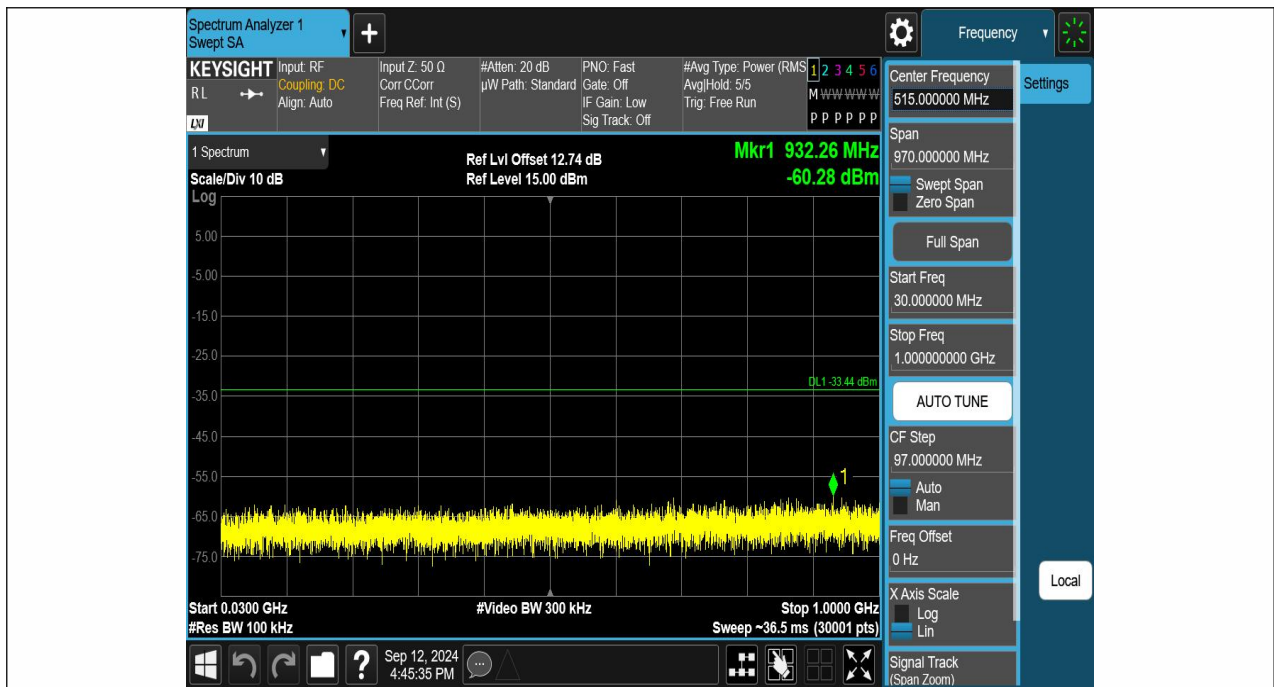 Spectrum Analyzer 1
Swept SA
+
Frequency
KEYSIGHT
RL
LXI
Input: RF
Coupling: DC
Align: Auto
Input Z: 50 Ω
Corr CCorr
Freq Ref: Int (S)
#Atten: 20 dB
µW Path: Standard
PNO: Fast
Gate: Off
IF Gain: Low
Sig Track: Off
#Avg Type: Power (RMS
Avg|Hold: 5/5
Trig: Free Run
1 2 3 4 5 6
M W W W W W
P P P P P P
Center Frequency
515.000000 MHz
Settings
1 Spectrum
Scale/Div 10 dB
Ref Lvl Offset 12.74 dB
Ref Level 15.00 dBm
Mkr1 932.26 MHz
-60.28 dBm
Log
5.00
-5.00
-15.0
-25.0
-35.0
-45.0
-55.0
-65.0
-75.0
DL1 -33.44 dBm
1
Start 0.0300 GHz
#Res BW 100 kHz
#Video BW 300 kHz
Stop 1.0000 GHz
Sweep ~36.5 ms (30001 pts)
Span
970.000000 MHz
Swept Span
Zero Span
Full Span
Start Freq
30.000000 MHz
Stop Freq
1.000000000 GHz
AUTO TUNE
CF Step
97.000000 MHz
Auto
Man
Freq Offset
0 Hz
X Axis Scale
Log
Lin
Signal Track
(Span Zoom)
Local
?
Sep 12, 2024
4:45:35 PM